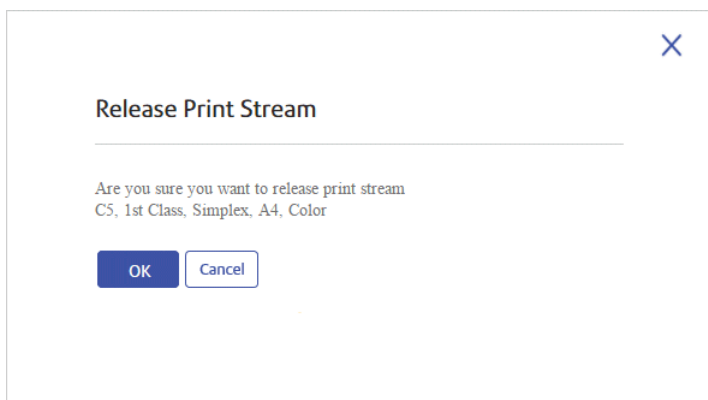 Release Print Stream
Are you sure you want to release print stream
C5, 1st Class, Simplex, A4, Color
OK
Cancel